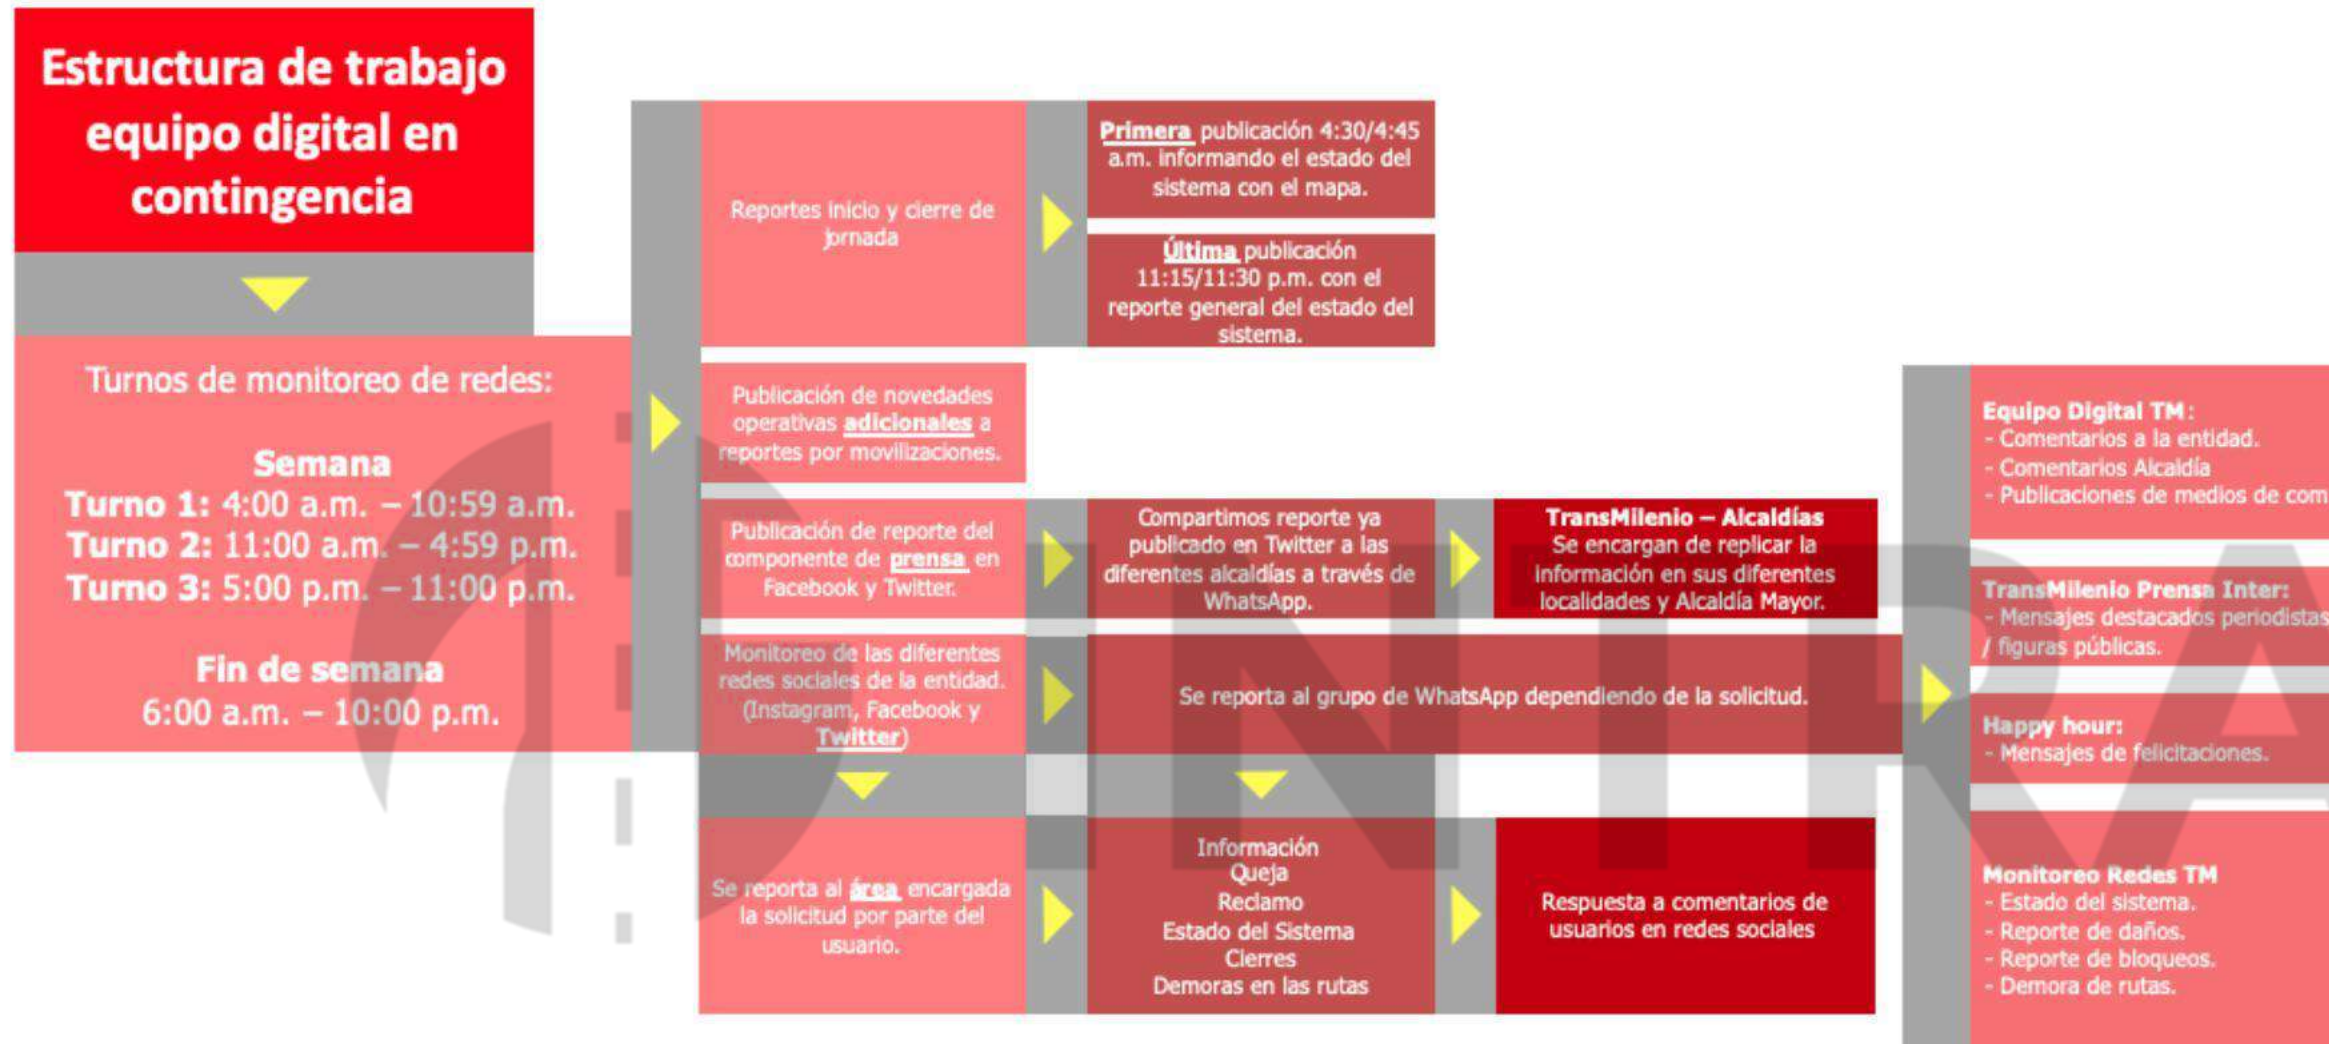 Estructura de trabajo
equipo digital en
contingencia
Turnos de monitoreo de redes:
Semana
Turno 1: 4:00 a.m. – 10:59 a.m.
Turno 2: 11:00 a.m. – 4:59 p.m.
Turno 3: 5:00 p.m. – 11:00 p.m.
Fin de semana
6:00 a.m. – 10:00 p.m.
Reportes inicio y cierre de
jornada
Primera publicación 4:30/4:45
a.m. informando el estado del
sistema con el mapa.
Última publicación
11:15/11:30 p.m. con el
reporte general del estado del
sistema.
Publicación de novedades
operativas adicionales a
reportes por movilizaciones.
Publicación de reporte del
componente de prensa en
Facebook y Twitter.
Compartimos reporte ya
publicado en Twitter a las
diferentes alcaldías a través de
WhatsApp.
TransMilenio – Alcaldías
Se encargan de replicar la
información en sus diferentes
localidades y Alcaldía Mayor.
Monitoreo de las diferentes
redes sociales de la entidad.
(Instagram, Facebook y
Twitter)
Se reporta al grupo de WhatsApp dependiendo de la solicitud.
Se reporta al área encargada
la solicitud por parte del
usuario.
Información
Queja
Reclamo
Estado del Sistema
Cierres
Demoras en las rutas
Respuesta a comentarios de
usuarios en redes sociales
Equipo Digital TM:
- Comentarios a la entidad.
- Comentarios Alcaldía
- Publicaciones de medios de com
TransMilenio Prensa Inter:
- Mensajes destacados periodistas
/ figuras públicas.
Happy hour:
- Mensajes de felicitaciones.
Monitoreo Redes TM
- Estado del sistema.
- Reporte de daños.
- Reporte de bloqueos.
- Demora de rutas.
INTRA